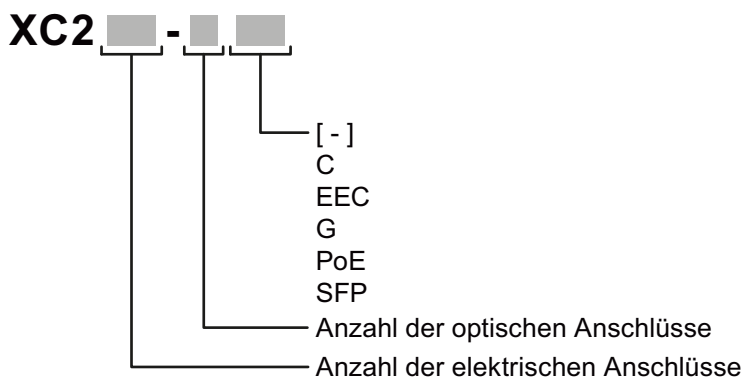 XC2 -
[ - ]
C
EEC
G
PoE
SFP
Anzahl der optischen Anschlüsse
Anzahl der elektrischen Anschlüsse